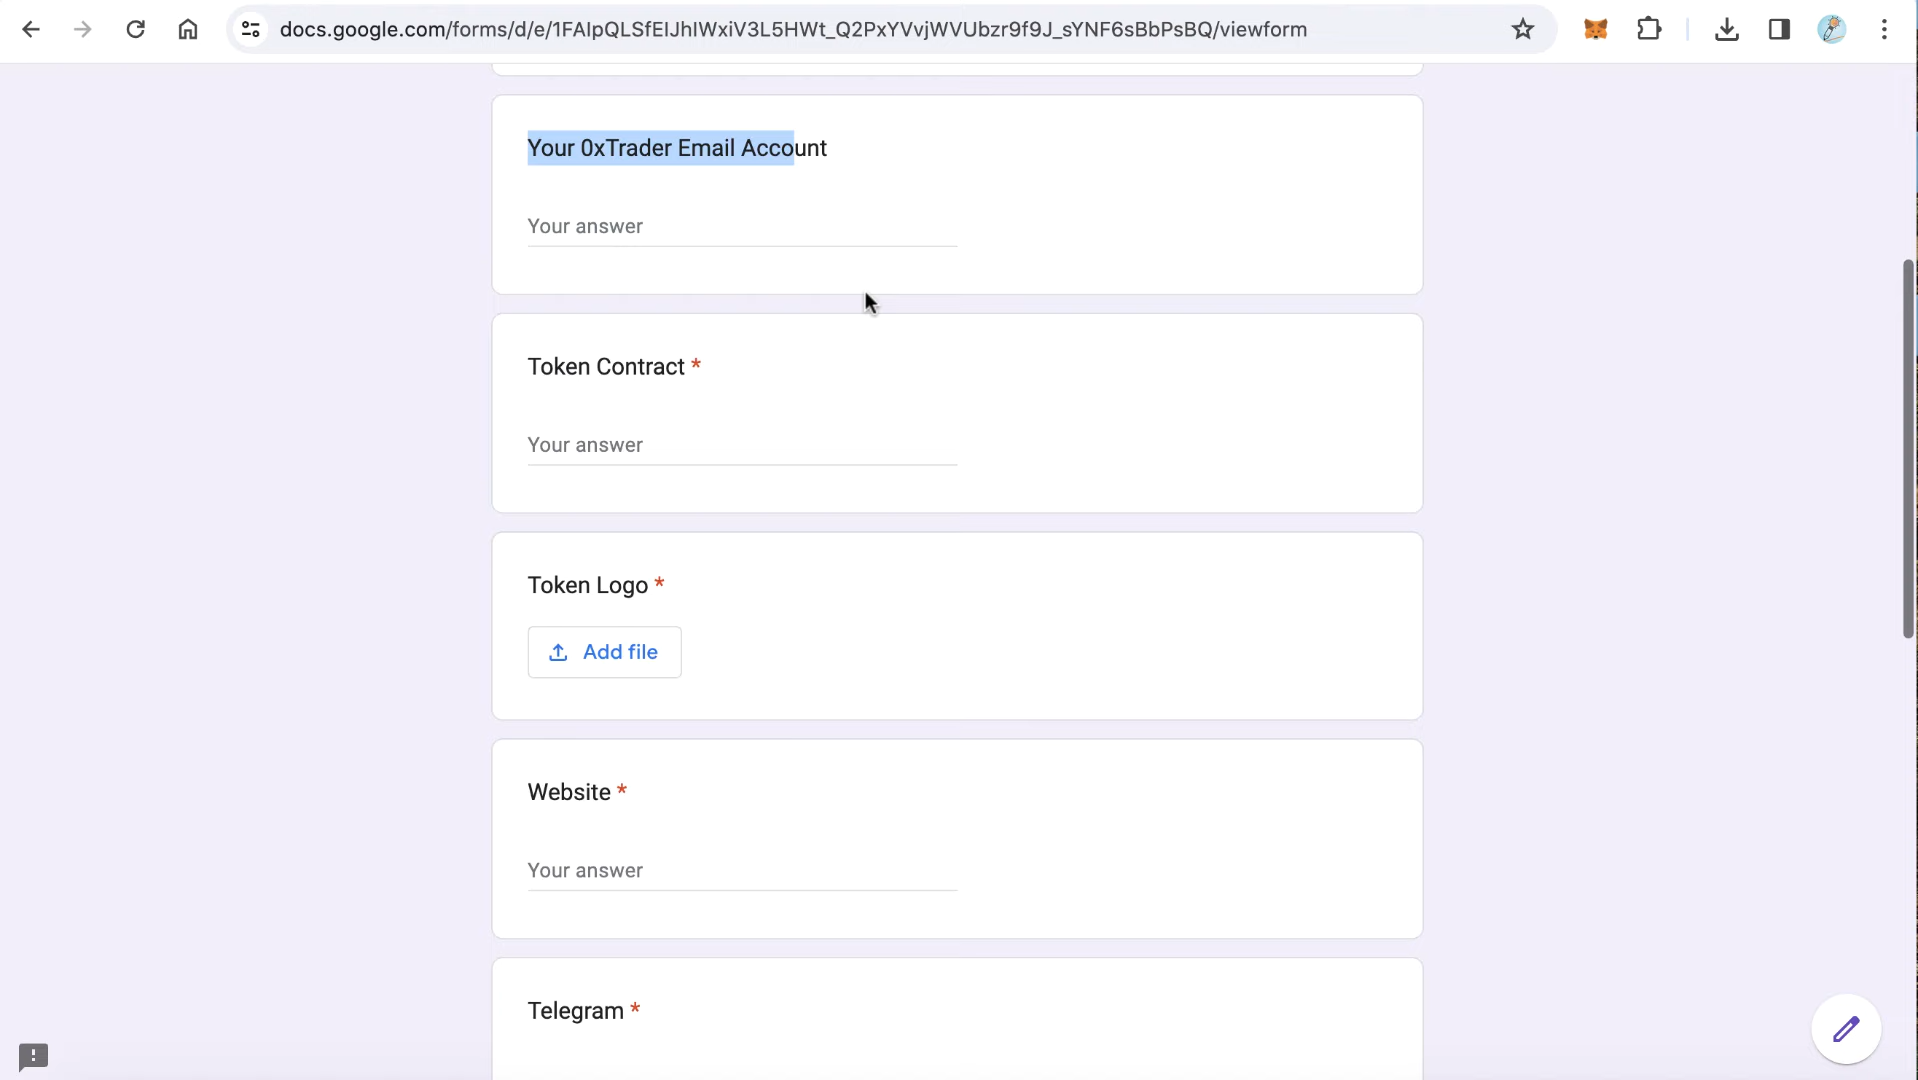 docs.google.com/forms/d/e/1FAIpQLSfEIJhIWxiV3L5HWt_Q2PxYVvjWVUbzr9f9J_sYNF6sBbPsBQ/viewform
Your 0xTrader Email Account
Your answer
Token Contract *
Your answer
Token Logo *
Add file
Website *
Your answer
Telegram *